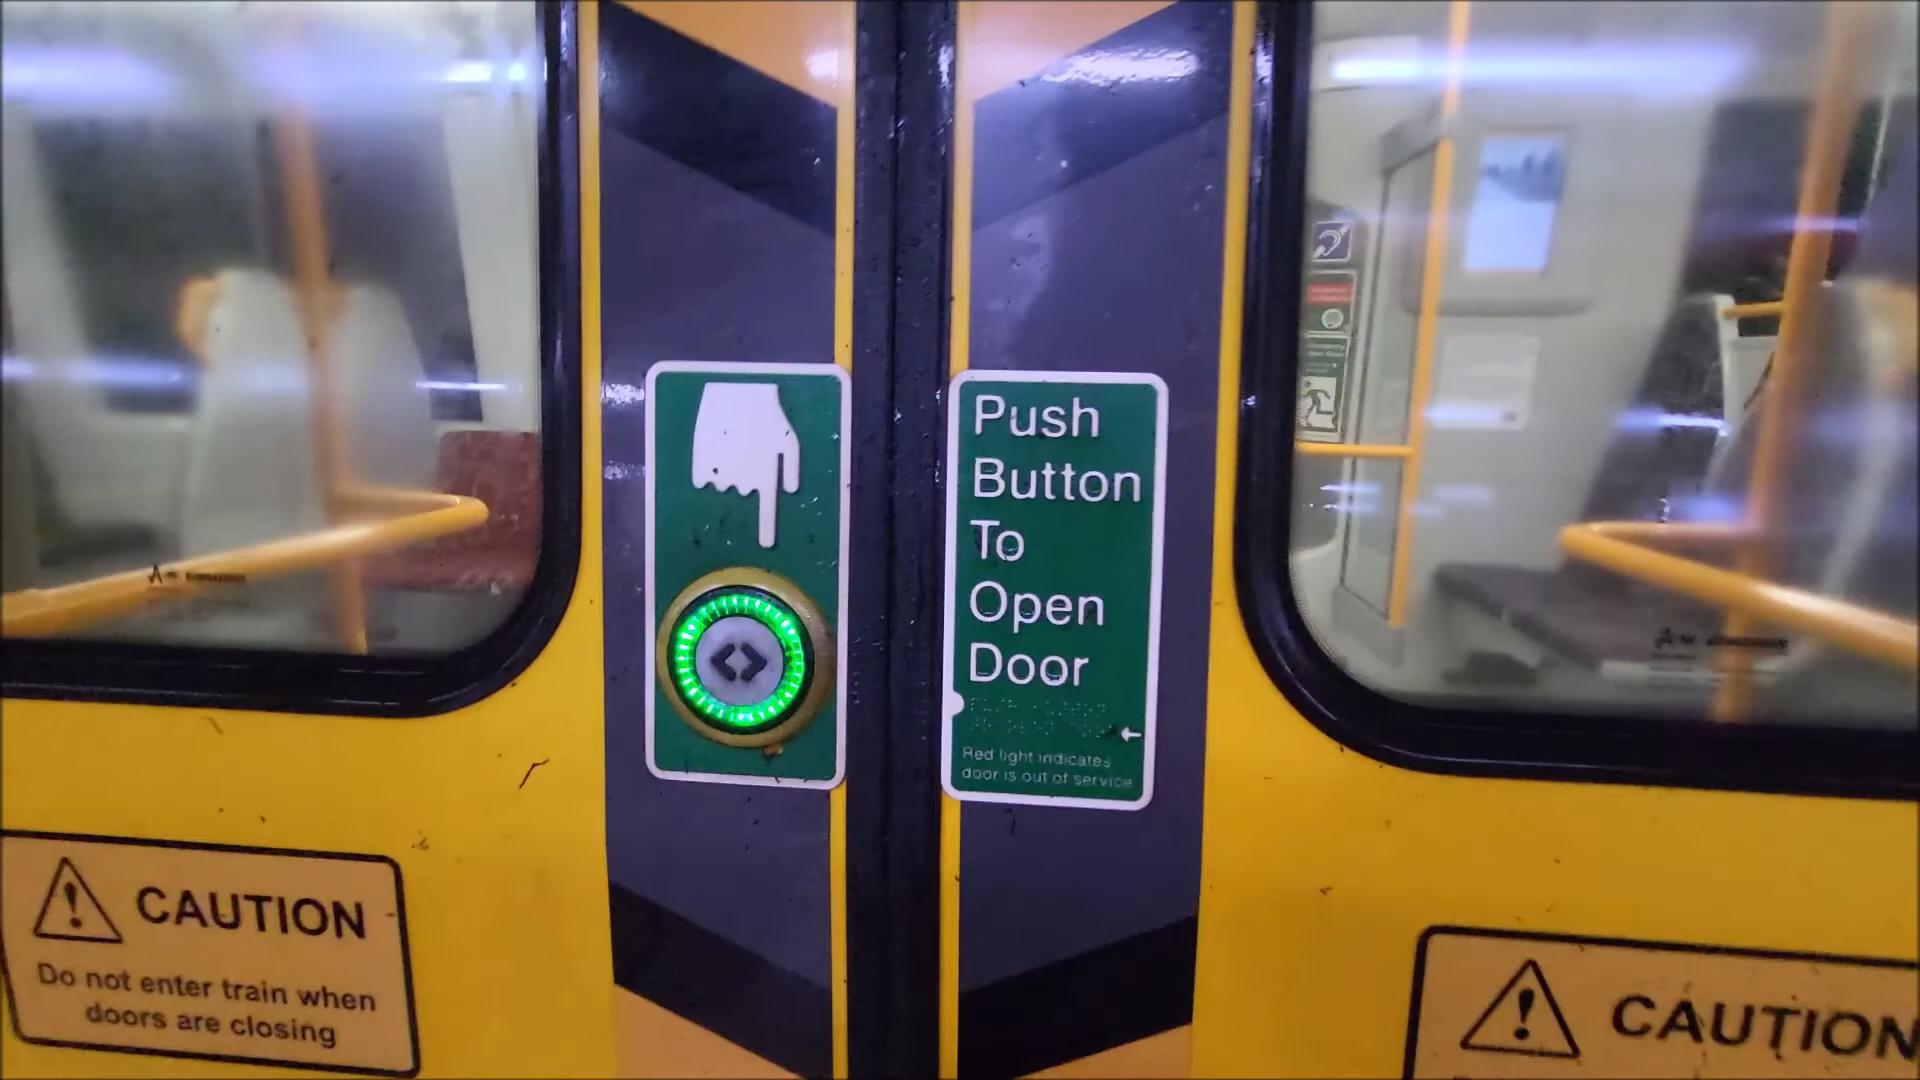 Push
Button
To
Open
Door
Red light indicates
door is out of service
CAUTION
Do not enter train when
doors are closing
CAUTION